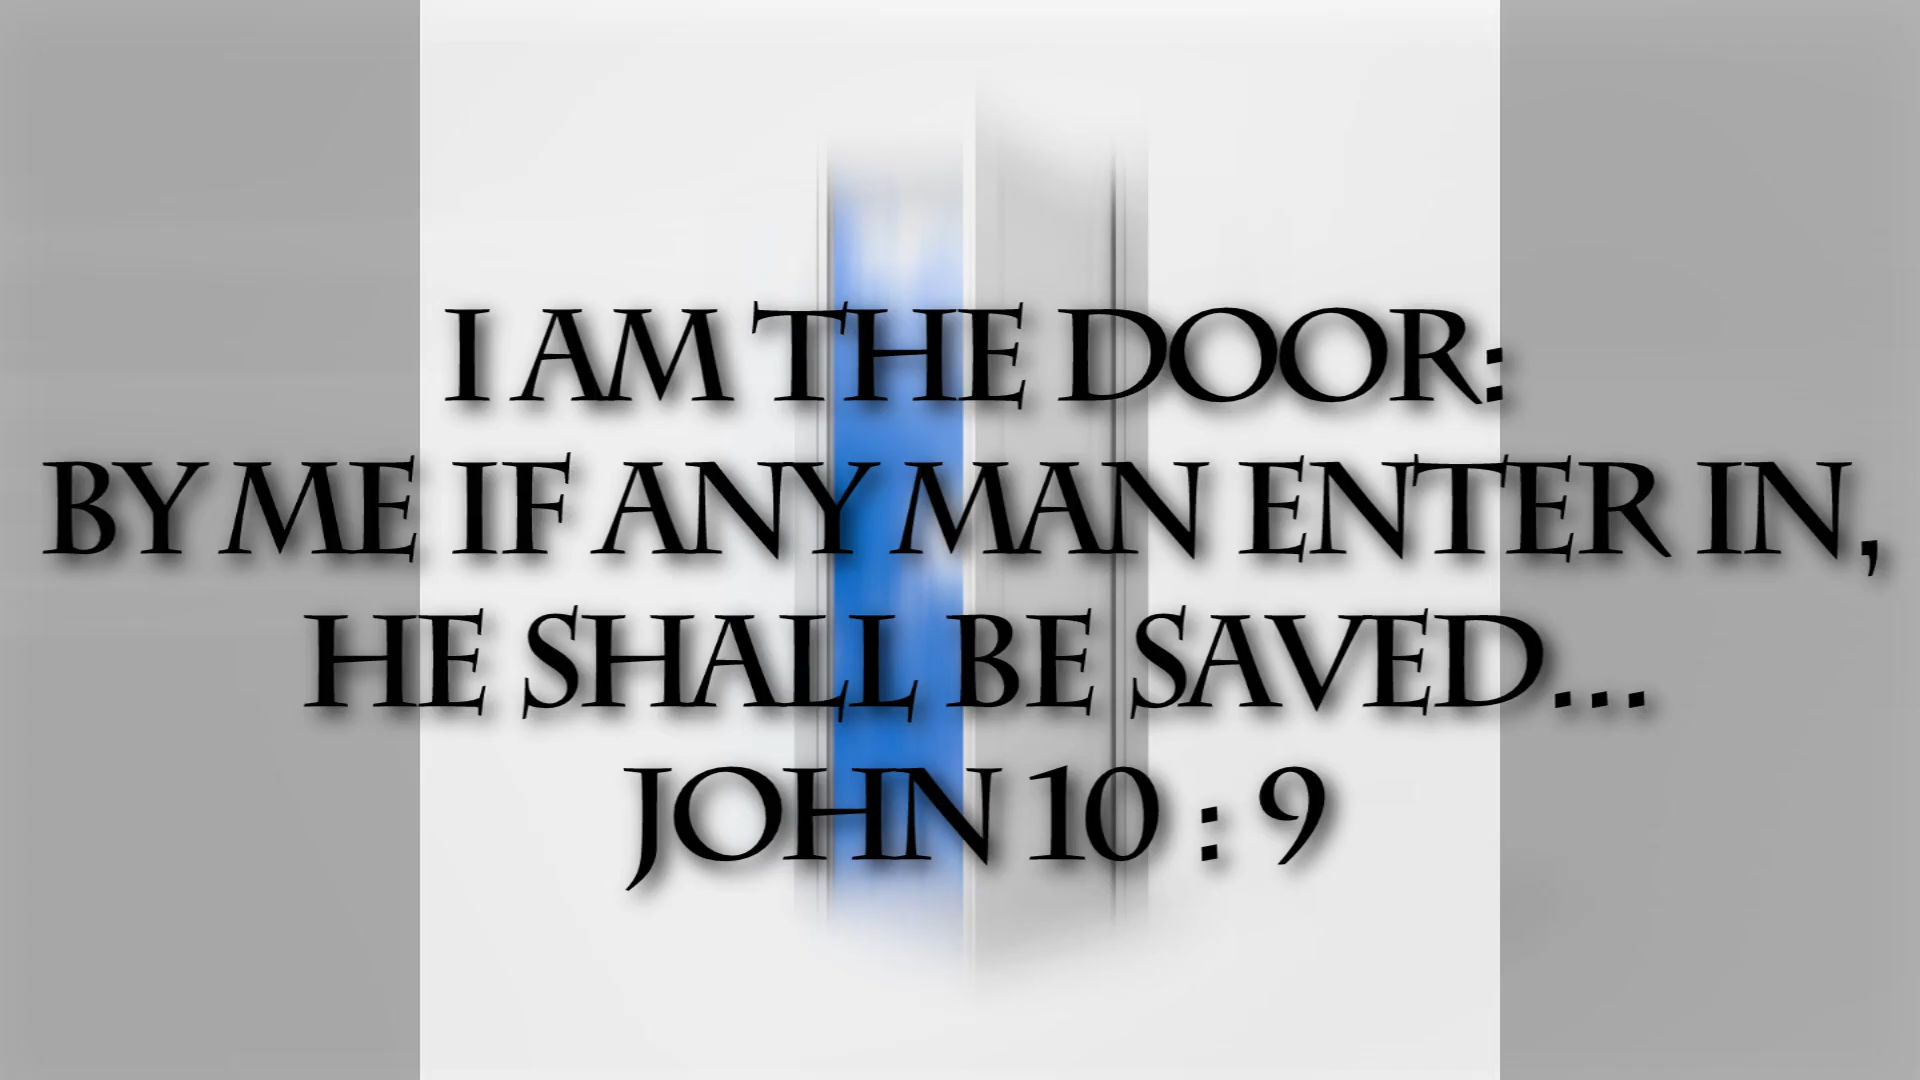 I AM THE DOOR:
BY ME IF ANY MAN ENTER IN,
HE SHALL BE SAVED...
JOHN 10 : 9